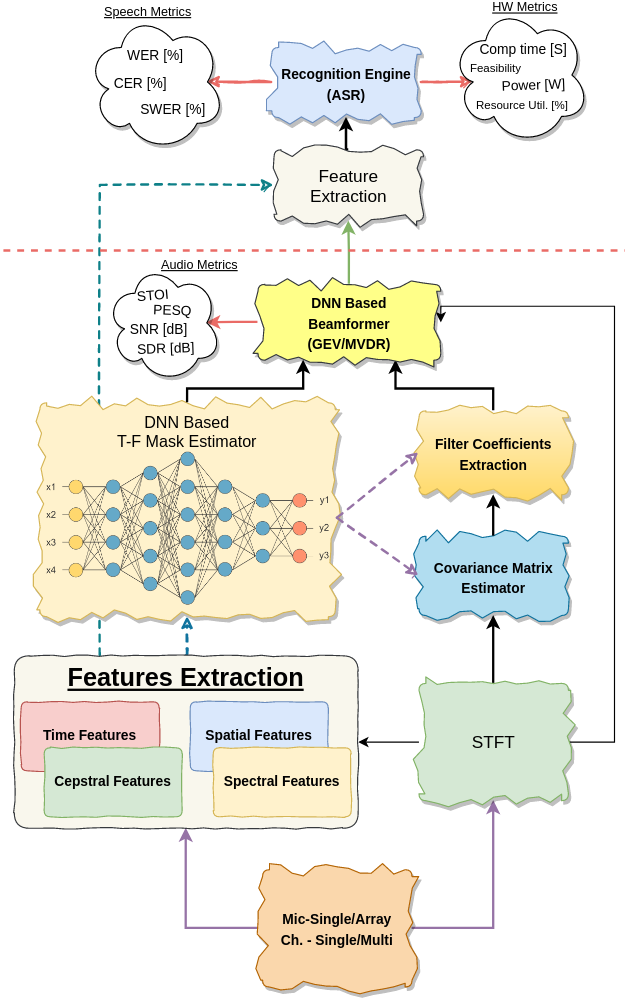 Speech Metrics
HW Metrics
WER [%]
CER [%]
SWER [%]
Recognition Engine
(ASR)
Comp time [S]
Feasibility
Power [W]
Resource Util. [%]
Feature
Extraction
Audio Metrics
STOI
PESQ
SNR [dB]
SDR [dB]
DNN Based
Beamformer
(GEV/MVDR)
DNN Based
T-F Mask Estimator
x1
x2
x3
x4
y1
y2
y3
Filter Coefficients
Extraction
Covariance Matrix
Estimator
Features Extraction
Time Features
Spatial Features
Cepstral Features
Spectral Features
STFT
Mic-Single/Array
Ch. - Single/Multi